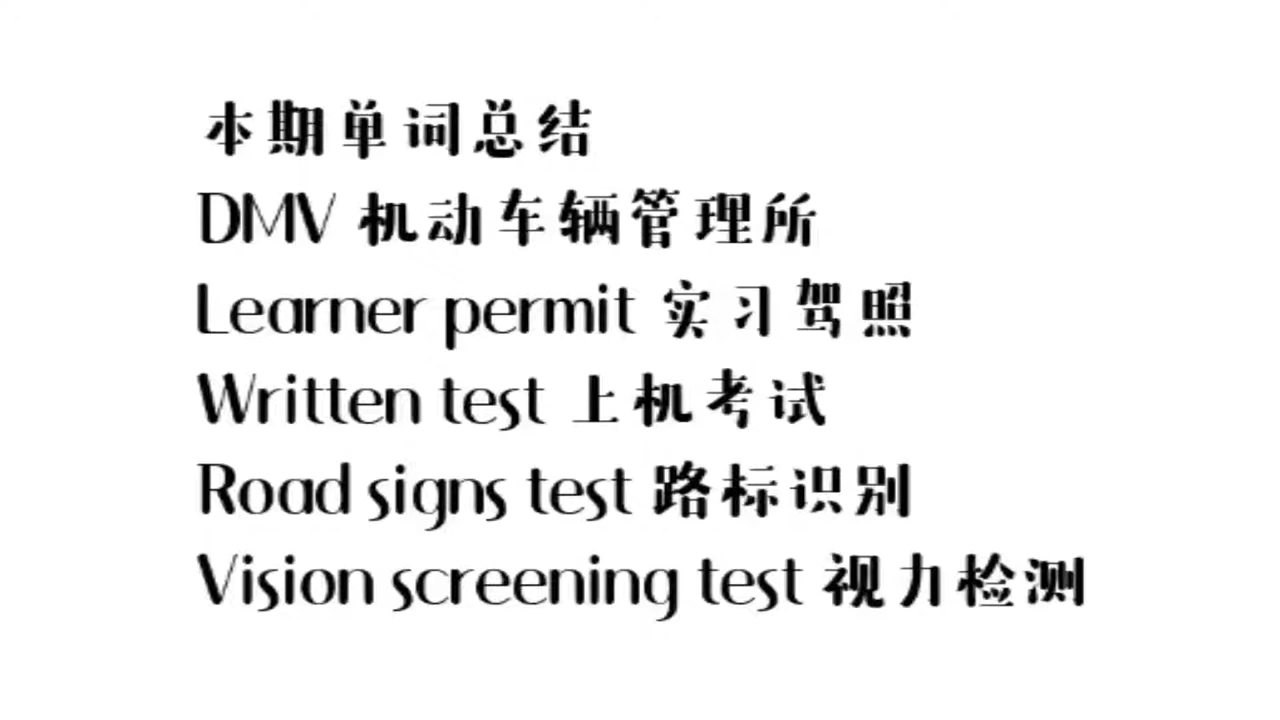 本期单词总结
DMV 机动车辆管理所
Learner permit 实习驾照
Written test 上机考试
Road signs test 路标识别
Vision screening test 视力检测